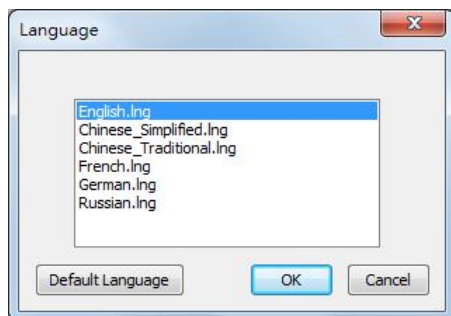 Language
English.lng
Chinese_Simplified.lng
Chinese_Traditional.lng
French.lng
German.lng
Russian.lng
Default Language
OK
Cancel